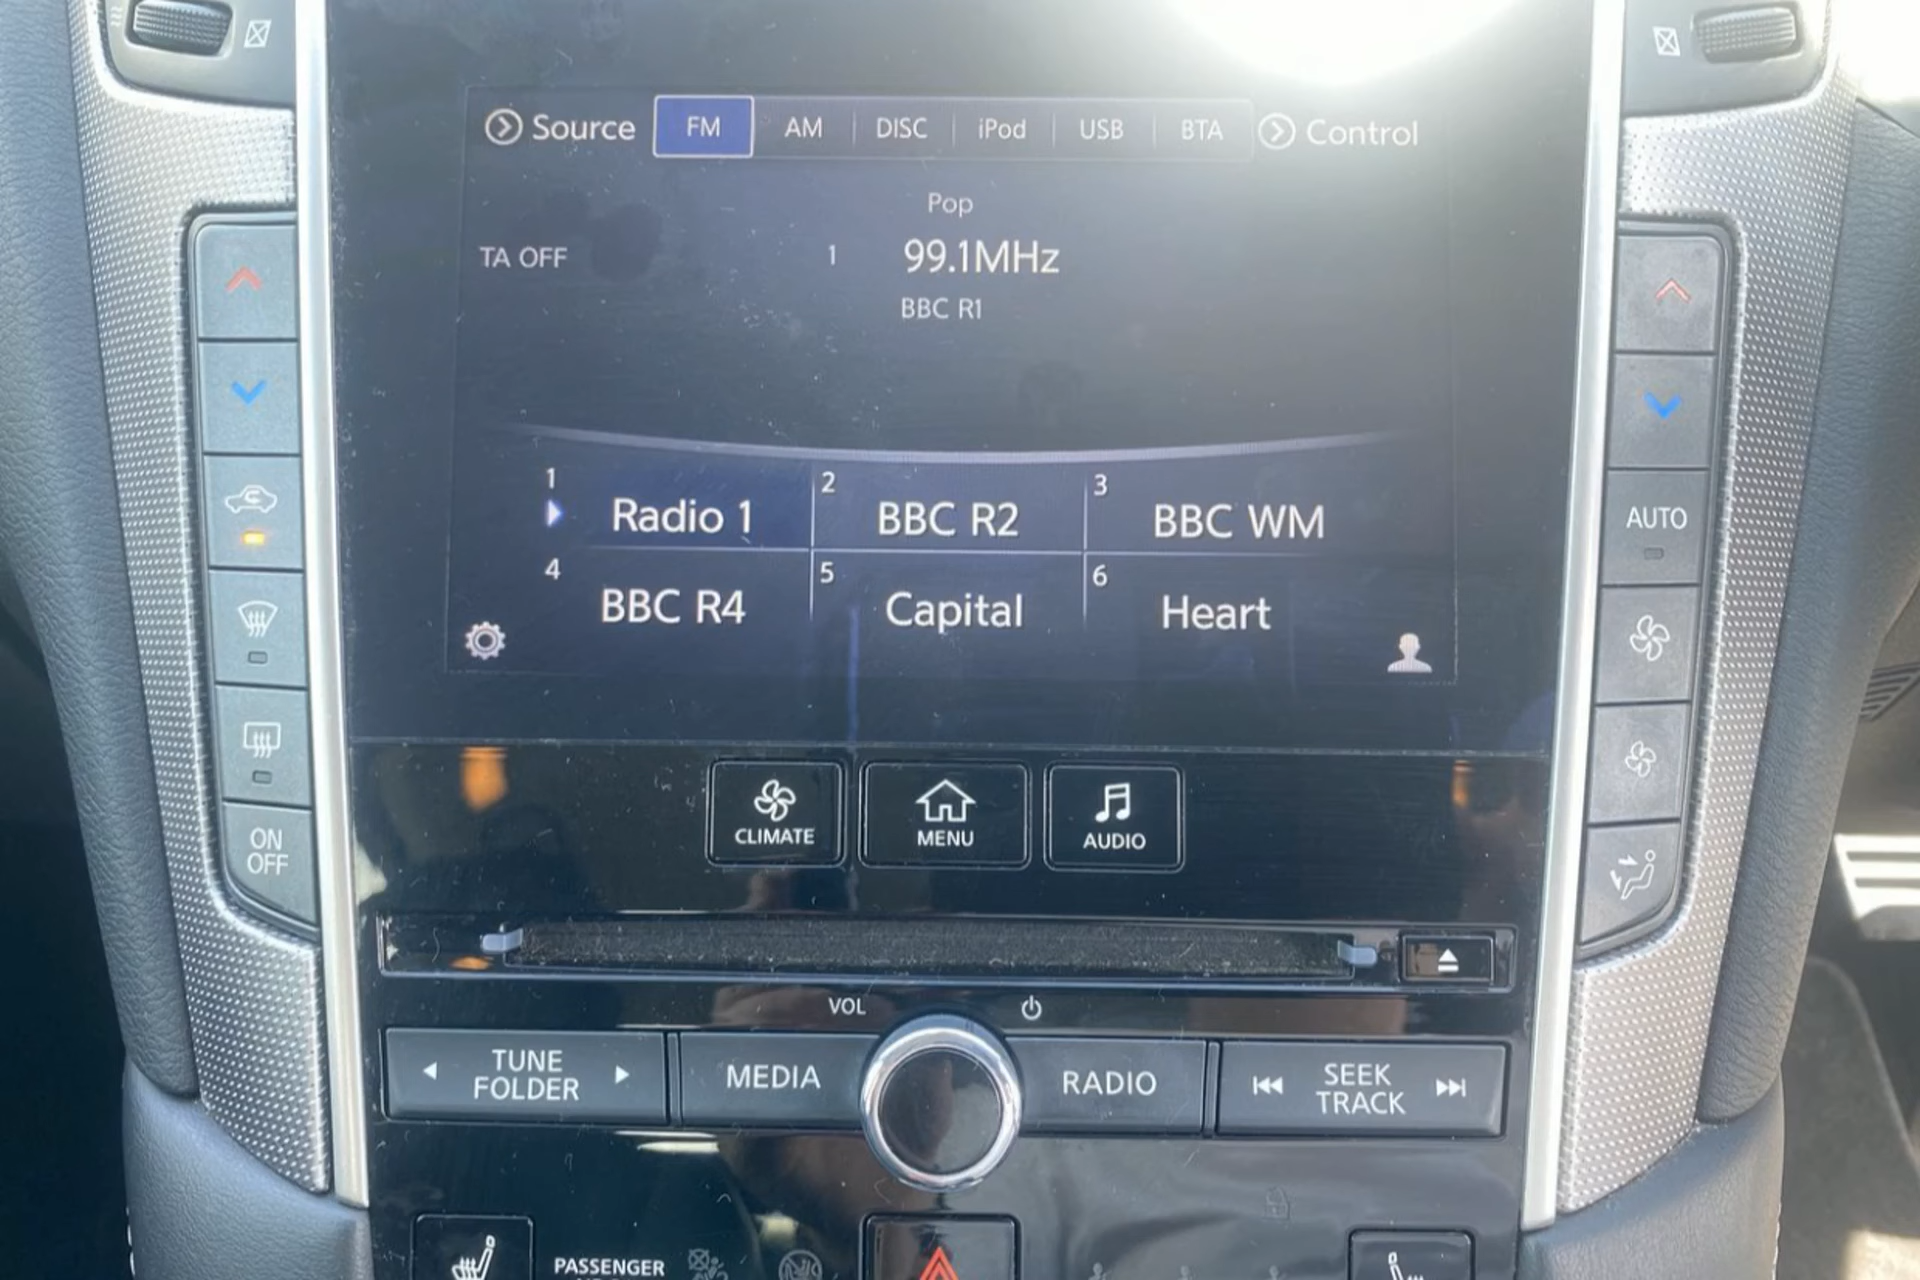 Source FM AM DISC iPod USB BTA Control
Pop
TA OFF 1 99.1MHz
BBC R1
1 Radio 1 2 BBC R2 3 BBC WM
4 BBC R4 5 Capital 6 Heart
AUTO
ON
OFF
CLIMATE MENU AUDIO
VOL
TUNE
FOLDER
MEDIA
RADIO
SEEK
TRACK
PASSENGER